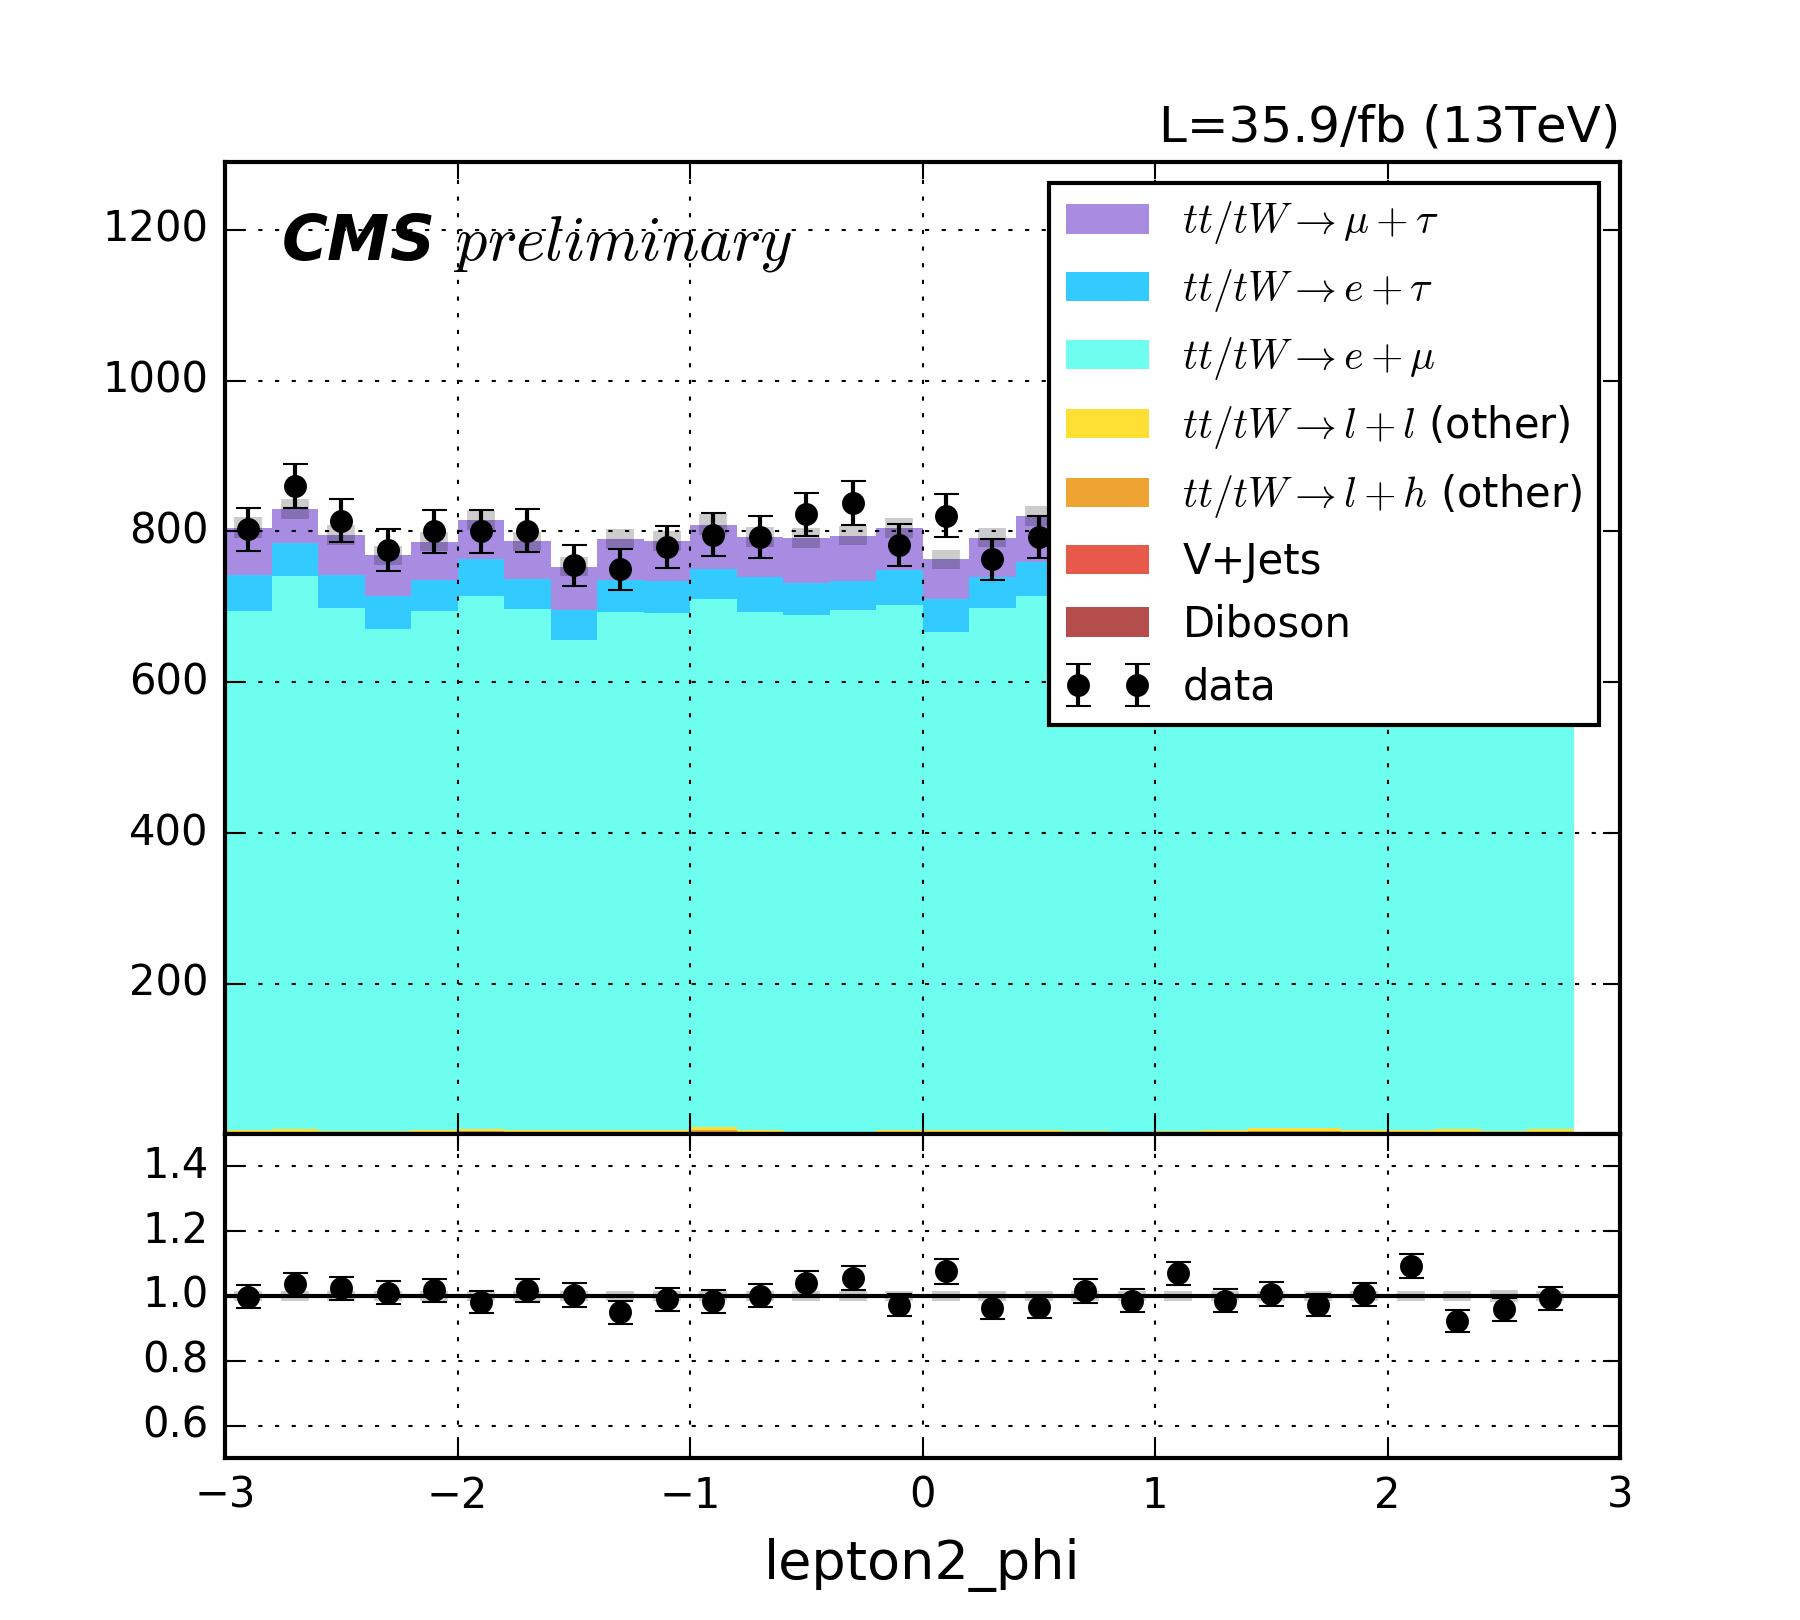 L=35.9/fb (13TeV)
CMS preliminary
1200
1000
800
600
400
200
tt/tW→μ+τ
tt/tW→e+τ
tt/tW→e+μ
tt/tW→l+l (other)
tt/tW→l+h (other)
V+Jets
Diboson
data
1.4
1.2
1.0
0.8
0.6
−3 −2 −1 0 1 2 3
lepton2_phi